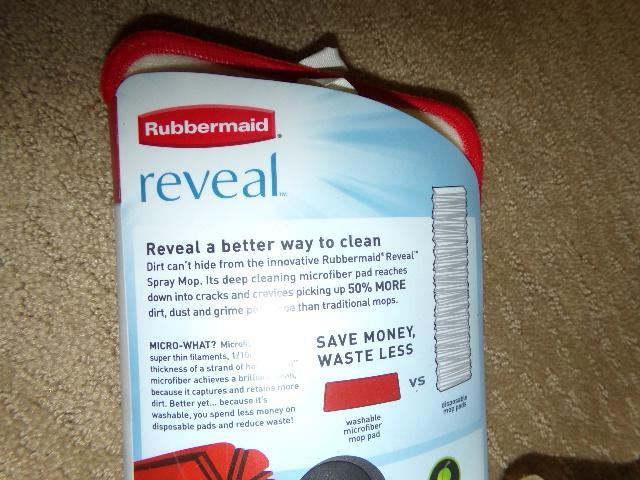 Rubbermaid®
reveal™
Reveal a better way to clean
Dirt can't hide from the innovative Rubbermaid® Reveal™
Spray Mop. Its deep cleaning microfiber pad reaches
down into cracks and crevices picking up 50% MORE
dirt, dust and grime than traditional mops.
MICRO-WHAT?
super thin filaments,
thickness of a strand of
microfiber achieves a
because it captures and retains more
dirt. Better yet... because it's
washable, you spend less money on
disposable pads and reduce waste!
SAVE MONEY,
WASTE LESS
VS
washable
microfiber
mop pad
disposable
mop pads